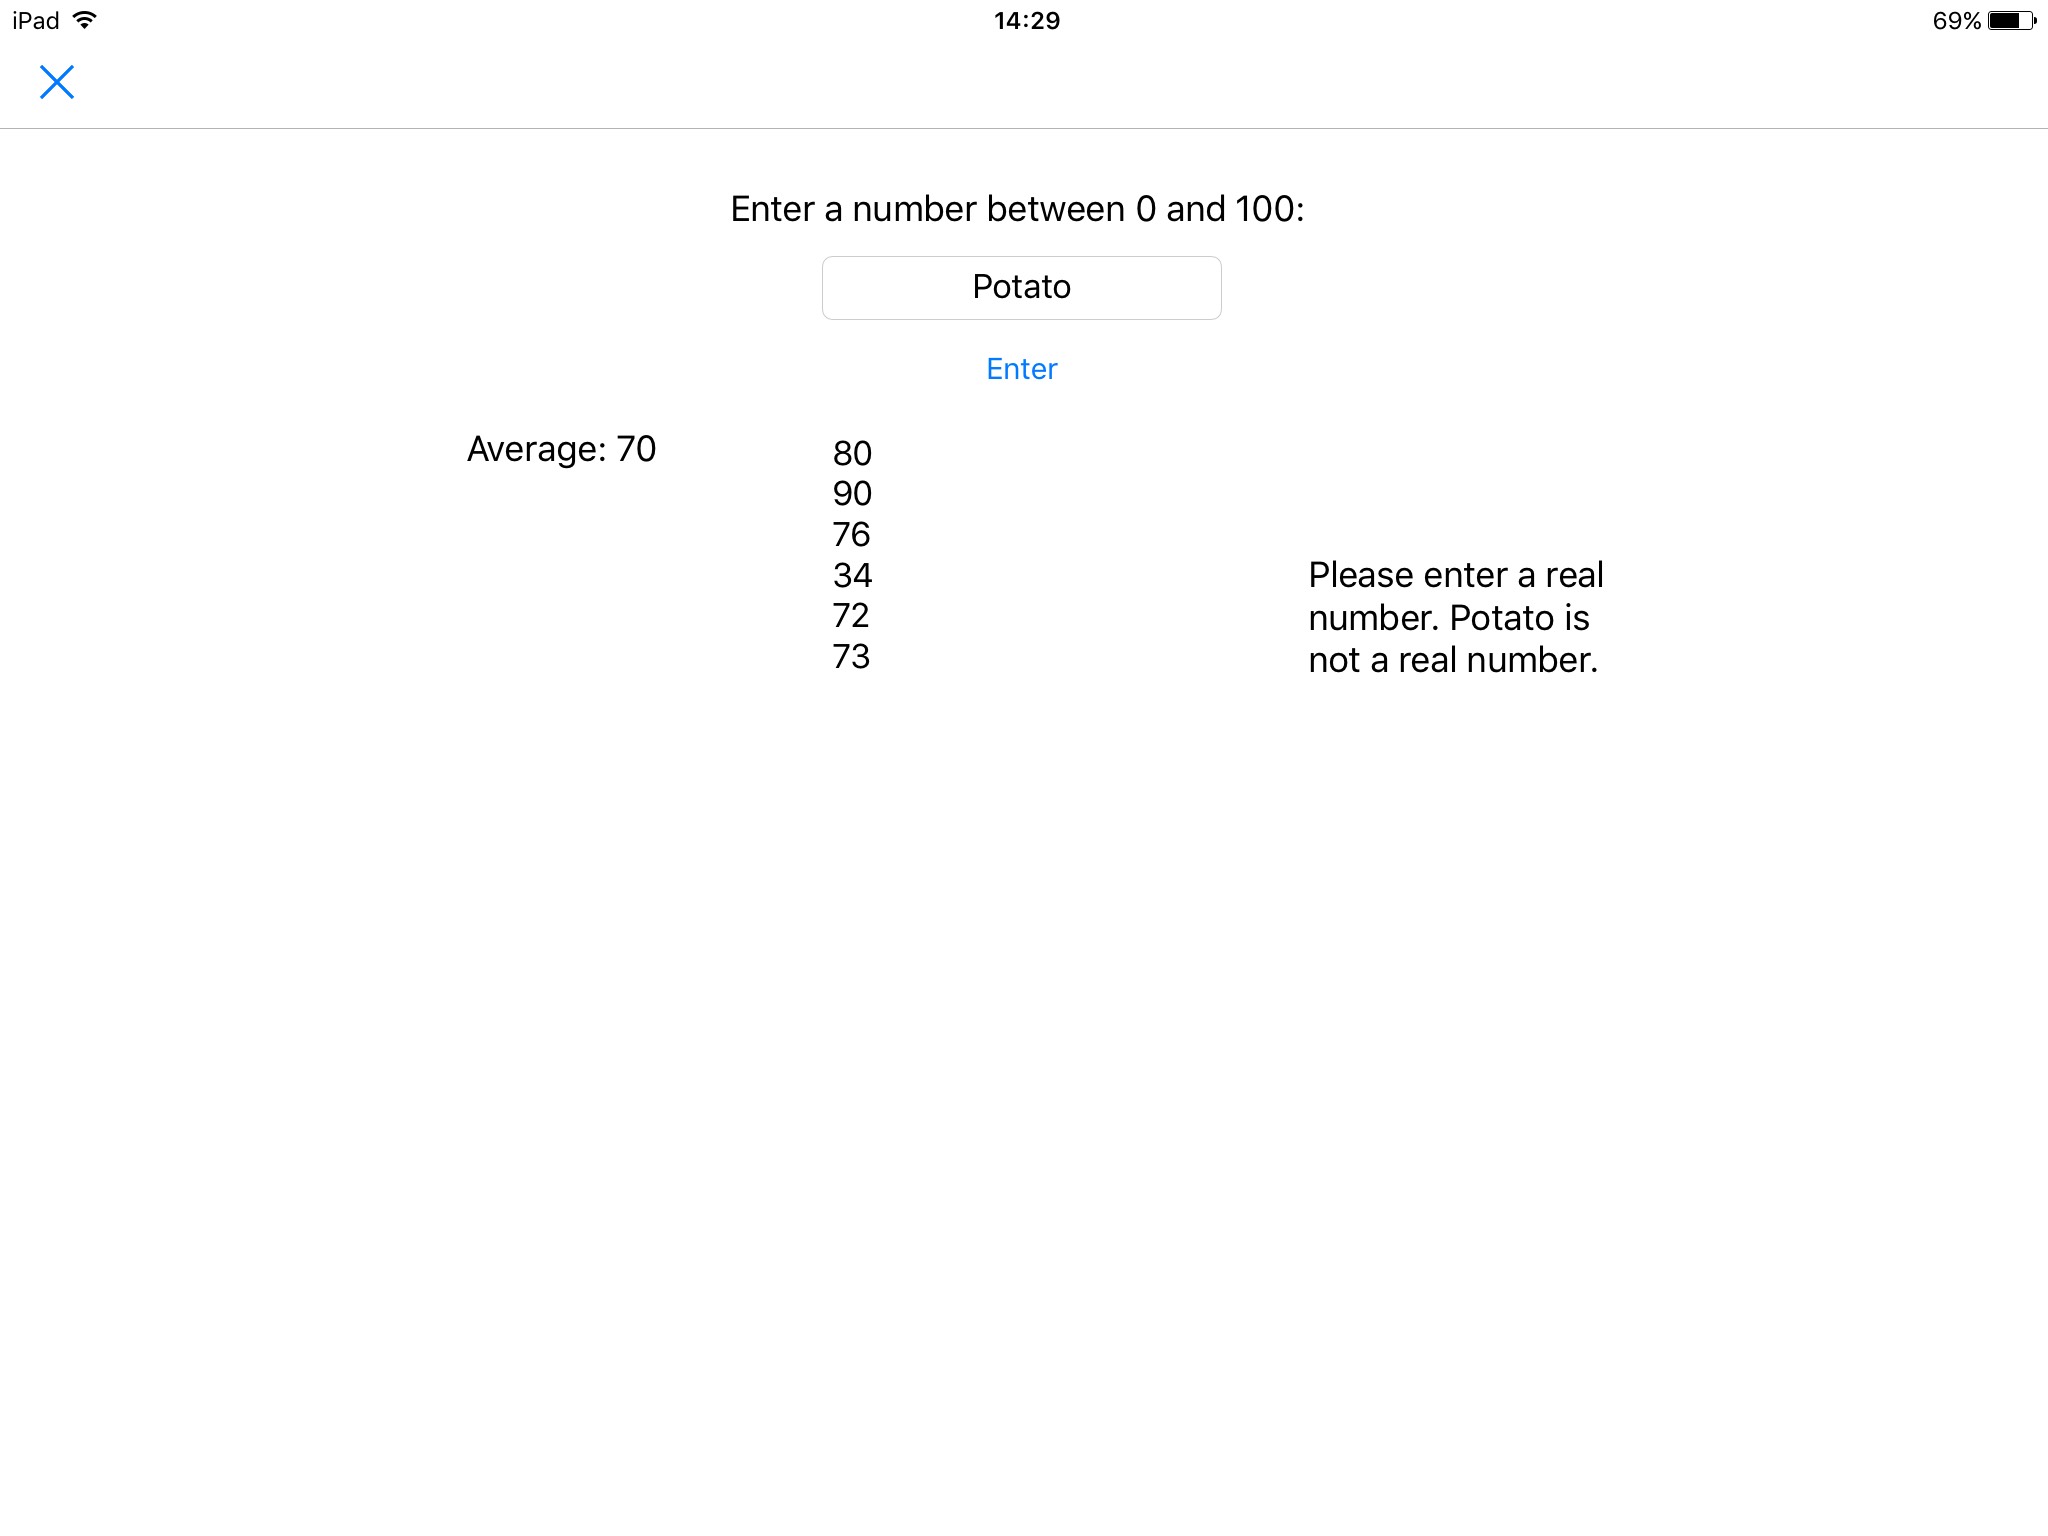 iPad 14:29 69%
Enter a number between 0 and 100:
Potato
Enter
Average: 70
80
90
76
34
72
73
Please enter a real
number. Potato is
not a real number.